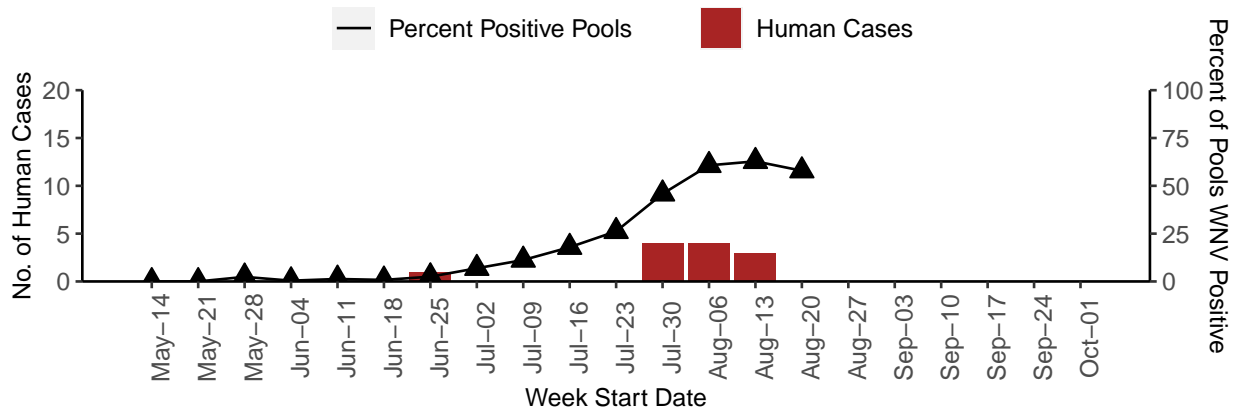 Percent Positive Pools
Human Cases
No. of Human Cases
20
15
10
5
0
100
75
50
25
0
Percent of Pools WNV Positive
May−14
May−21
May−28
Jun−04
Jun−11
Jun−18
Jun−25
Jul−02
Jul−09
Jul−16
Jul−23
Jul−30
Aug−06
Aug−13
Aug−20
Aug−27
Sep−03
Sep−10
Sep−17
Sep−24
Oct−01
Week Start Date